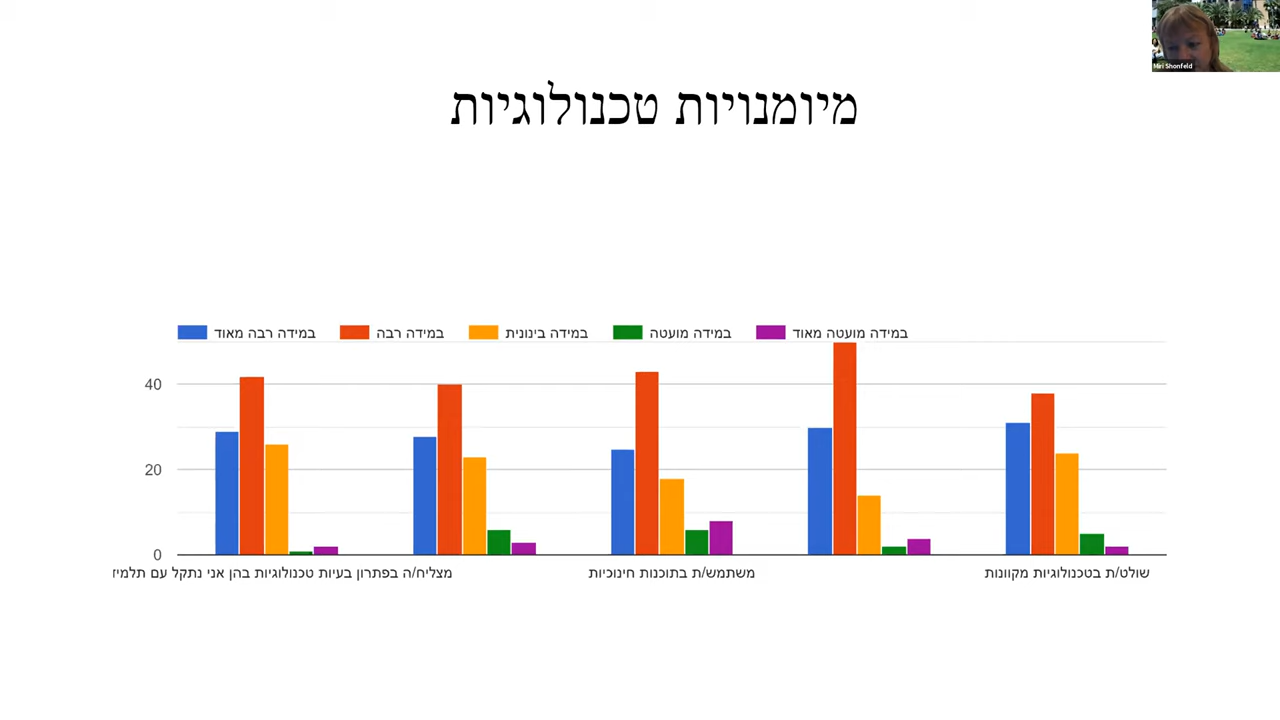 Miri Shonfeld
מיומנויות טכנולוגיות
במידה רבה מאוד
במידה רבה
במידה בינונית
במידה מועטה
במידה מועטה מאוד
40
20
0
מצליח/ה בפתרון בעיות טכנולוגיות בהן אני נתקל עם תלמיז
משתמש/ת בתוכנות חינוכיות
שולט/ת בטכנולוגיות מקוונות